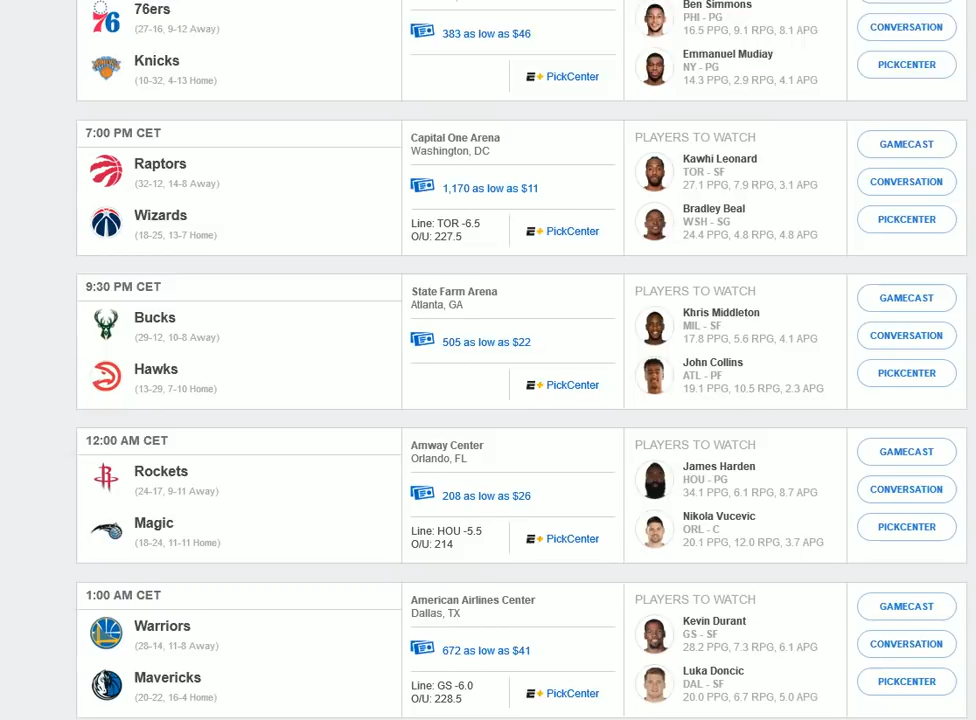 76ers
(27-16, 9-12 Away)
Knicks
(10-32, 4-13 Home)
383 as low as $46
PickCenter
Ben Simmons
PHI - PG
16.5 PPG, 9.1 RPG, 8.1 APG
Emmanuel Mudiay
NY - PG
14.3 PPG, 2.9 RPG, 4.1 APG
CONVERSATION
PICKCENTER
7:00 PM CET
Raptors
(32-12, 14-8 Away)
Wizards
(18-25, 13-7 Home)
Capital One Arena
Washington, DC
1,170 as low as $11
Line: TOR -6.5
O/U: 227.5
PickCenter
PLAYERS TO WATCH
Kawhi Leonard
TOR - SF
27.1 PPG, 7.9 RPG, 3.1 APG
Bradley Beal
WSH - SG
24.4 PPG, 4.8 RPG, 4.8 APG
GAMECAST
CONVERSATION
PICKCENTER
9:30 PM CET
Bucks
(29-12, 10-8 Away)
Hawks
(13-29, 7-10 Home)
State Farm Arena
Atlanta, GA
505 as low as $22
PickCenter
PLAYERS TO WATCH
Khris Middleton
MIL - SF
17.8 PPG, 5.6 RPG, 4.1 APG
John Collins
ATL - PF
19.1 PPG, 10.5 RPG, 2.3 APG
GAMECAST
CONVERSATION
PICKCENTER
12:00 AM CET
Rockets
(24-17, 9-11 Away)
Magic
(18-24, 11-11 Home)
Amway Center
Orlando, FL
208 as low as $26
Line: HOU -5.5
O/U: 214
PickCenter
PLAYERS TO WATCH
James Harden
HOU - PG
34.1 PPG, 6.1 RPG, 8.7 APG
Nikola Vucevic
ORL - C
20.1 PPG, 12.0 RPG, 3.7 APG
GAMECAST
CONVERSATION
PICKCENTER
1:00 AM CET
Warriors
(28-14, 11-8 Away)
Mavericks
(20-22, 16-4 Home)
American Airlines Center
Dallas, TX
672 as low as $41
Line: GS -6.0
O/U: 228.5
PickCenter
PLAYERS TO WATCH
Kevin Durant
GS - SF
28.2 PPG, 7.3 RPG, 6.1 APG
Luka Doncic
DAL - SF
20.0 PPG, 6.7 RPG, 5.0 APG
GAMECAST
CONVERSATION
PICKCENTER